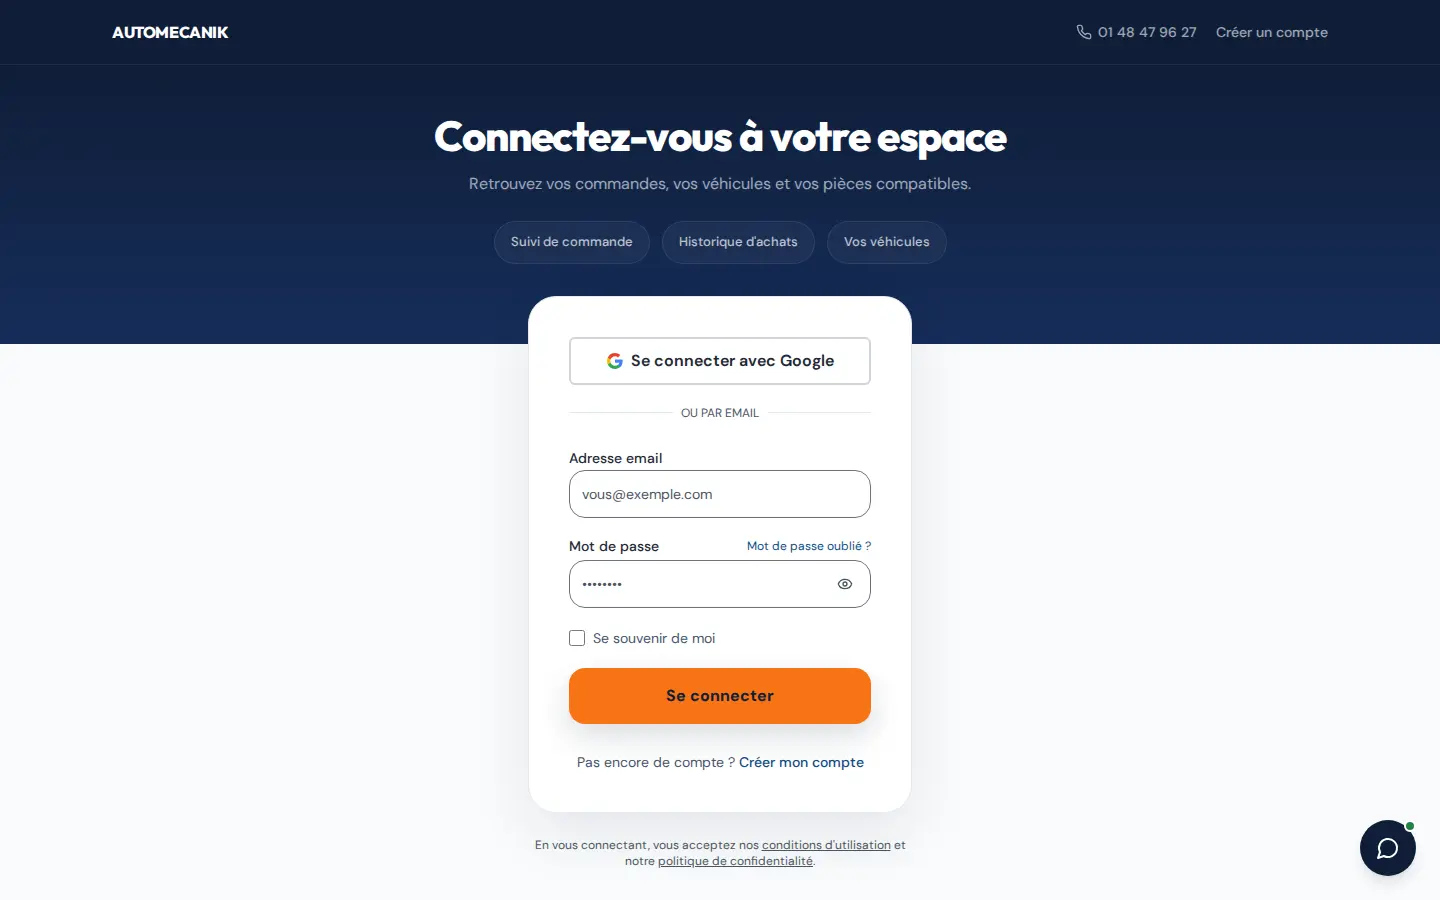 AUTOMECANIK
01 48 47 96 27
Créer un compte
Connectez-vous à votre espace
Retrouvez vos commandes, vos véhicules et vos pièces compatibles.
Suivi de commande
Historique d'achats
Vos véhicules
Se connecter avec Google
OU PAR EMAIL
Adresse email
vous@exemple.com
Mot de passe
Mot de passe oublié ?
••••••••
Se souvenir de moi
Se connecter
Pas encore de compte ? Créer mon compte
En vous connectant, vous acceptez nos conditions d'utilisation et
notre politique de confidentialité.